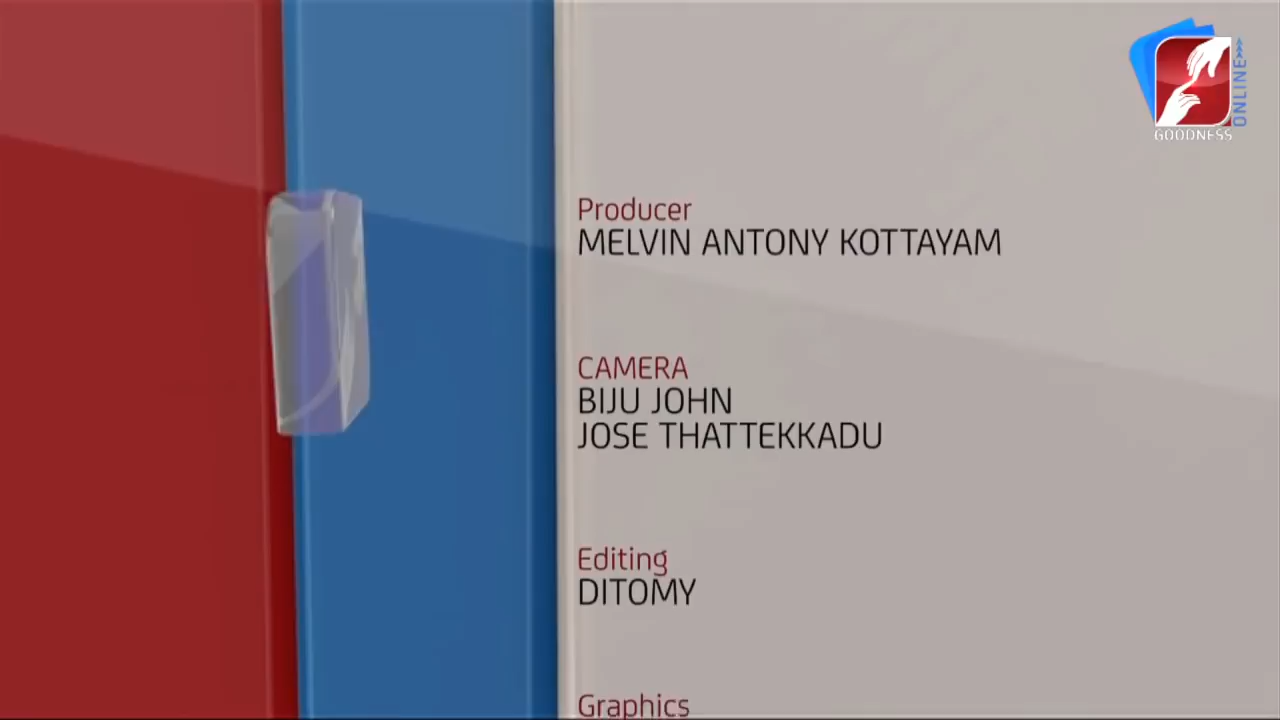 GOODNESS
ONLINE
Producer
MELVIN ANTONY KOTTAYAM
CAMERA
BIJU JOHN
JOSE THATTEKKADU
Editing
DITOMY
Graphics